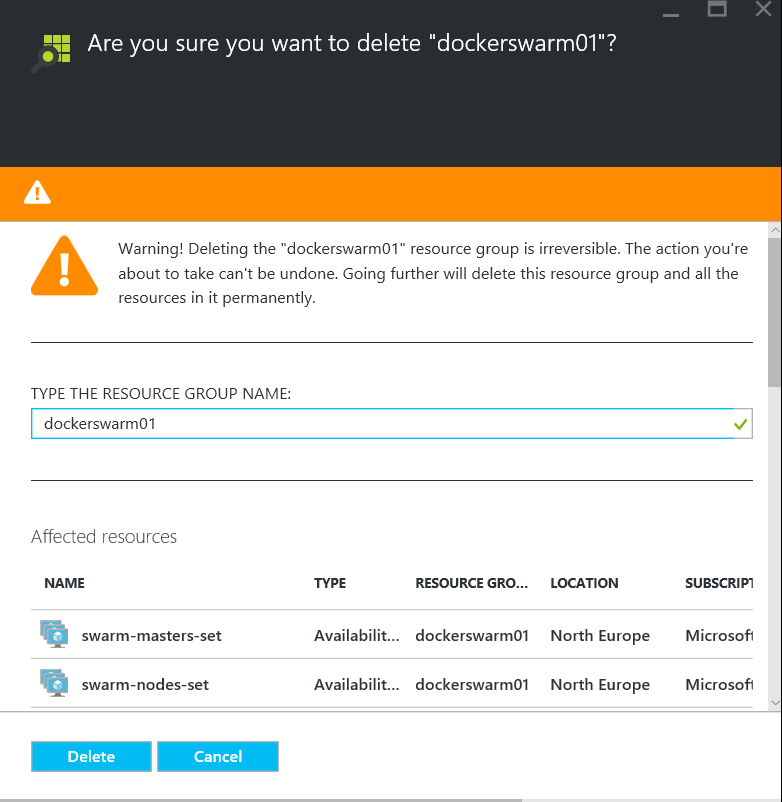 Are you sure you want to delete "dockerswarm01"?
Warning! Deleting the "dockerswarm01" resource group is irreversible. The action you're
about to take can't be undone. Going further will delete this resource group and all the
resources in it permanently.
TYPE THE RESOURCE GROUP NAME:
dockerswarm01
Affected resources
NAME TYPE RESOURCE GRO... LOCATION SUBSCRIPT
swarm-masters-set Availabilit... dockerswarm01 North Europe Microsoft
swarm-nodes-set Availabilit... dockerswarm01 North Europe Microsoft
Delete Cancel